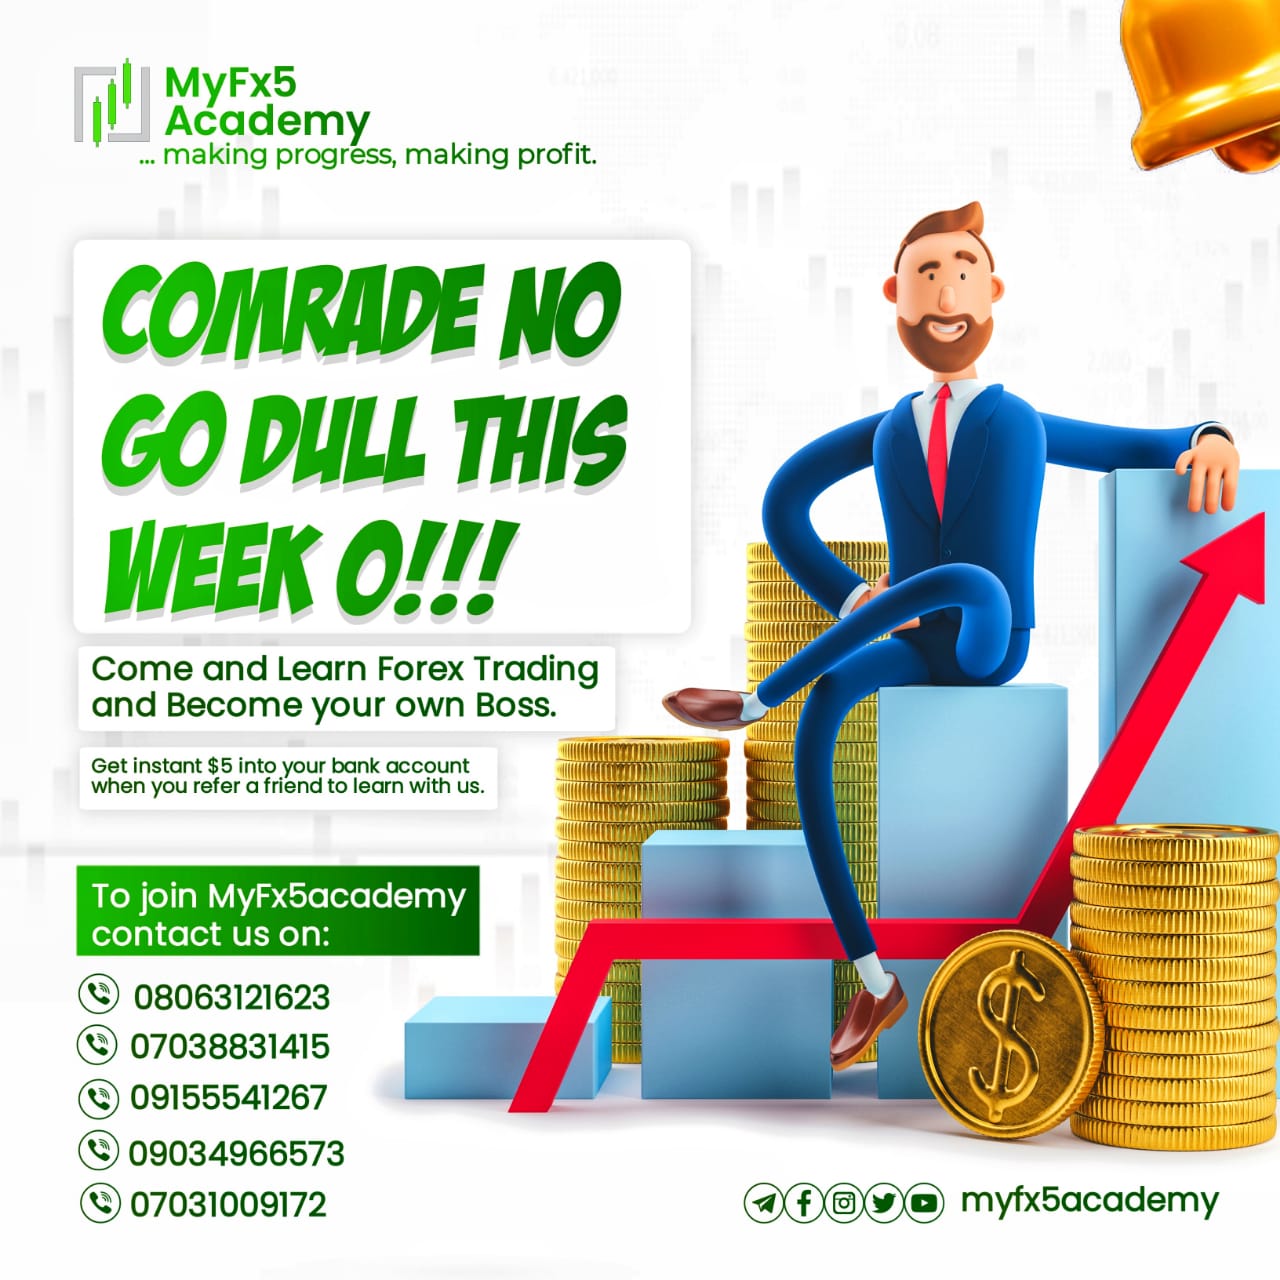 MyFx5
Academy
... making progress, making profit.
COMRADE NO
GO DULL THIS
WEEK O!!!
Come and Learn Forex Trading
and Become your own Boss.
Get instant $5 into your bank account
when you refer a friend to learn with us.
To join MyFx5academy
contact us on:
08063121623
07038831415
09155541267
09034966573
07031009172
myfx5academy